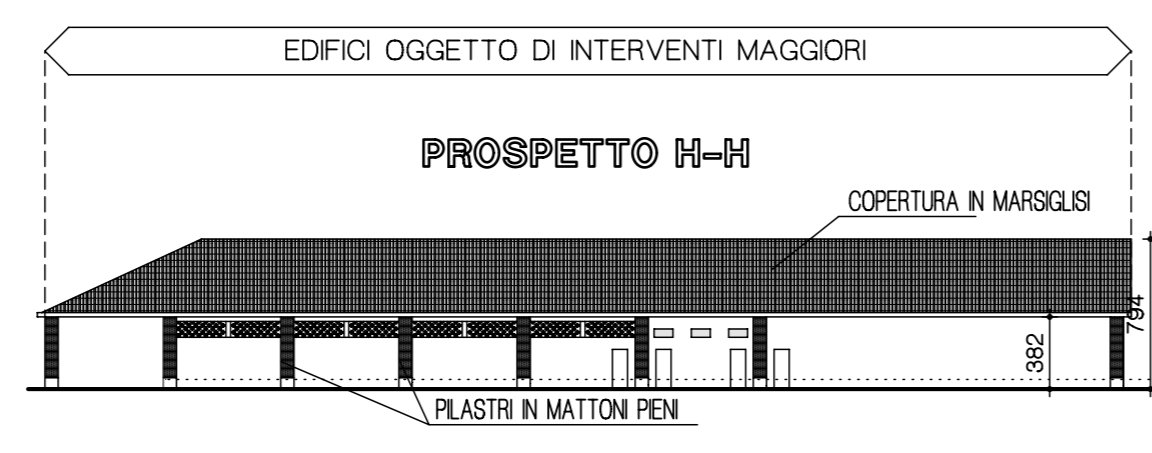 EDIFICI OGGETTO DI INTERVENTI MAGGIORI
PROSPETTO H-H
COPERTURA IN MARSIGLISI
794
382
PILASTRI IN MATTONI PIENI